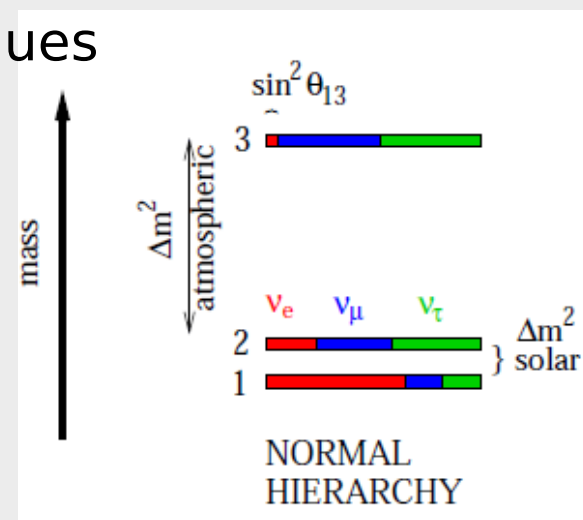 ues
sin²θ₁₃
3
mass
Δm²
atmospheric
νe νμ ντ
2
1
Δm²
solar
NORMAL
HIERARCHY